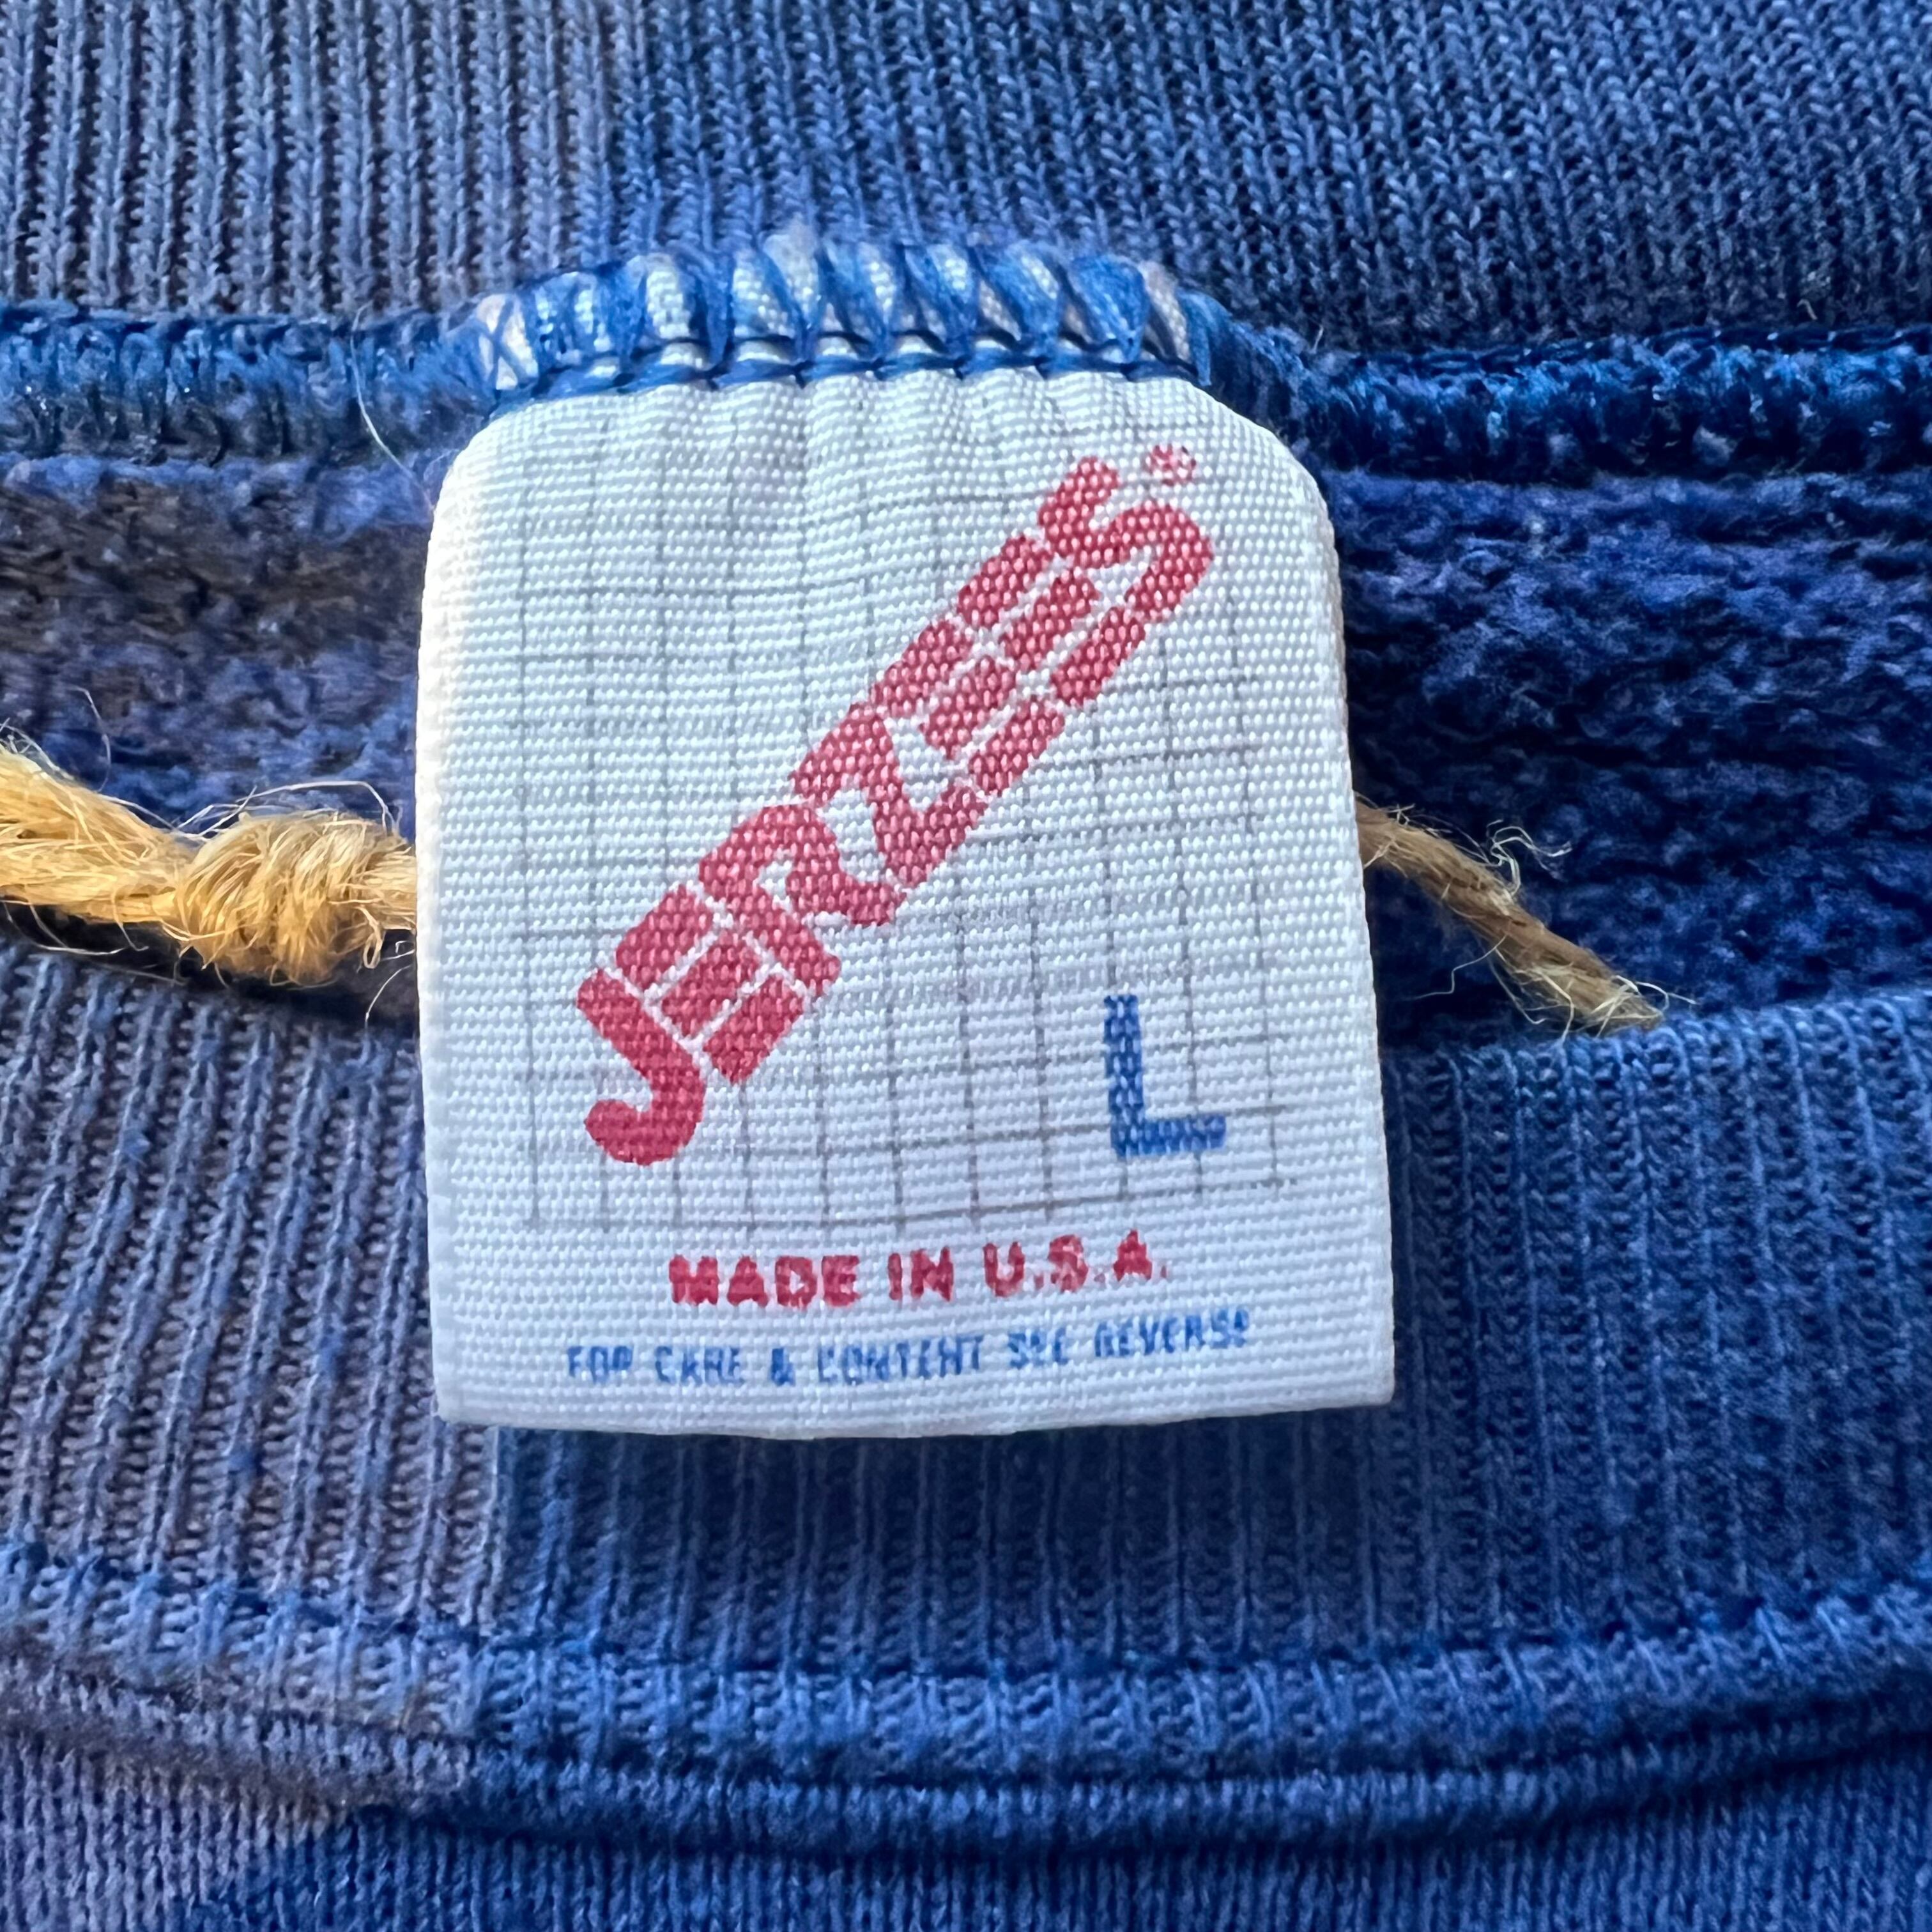 JERZEES®
L
MADE IN U.S.A.
FOR CARE & CONTENT SEE REVERSE